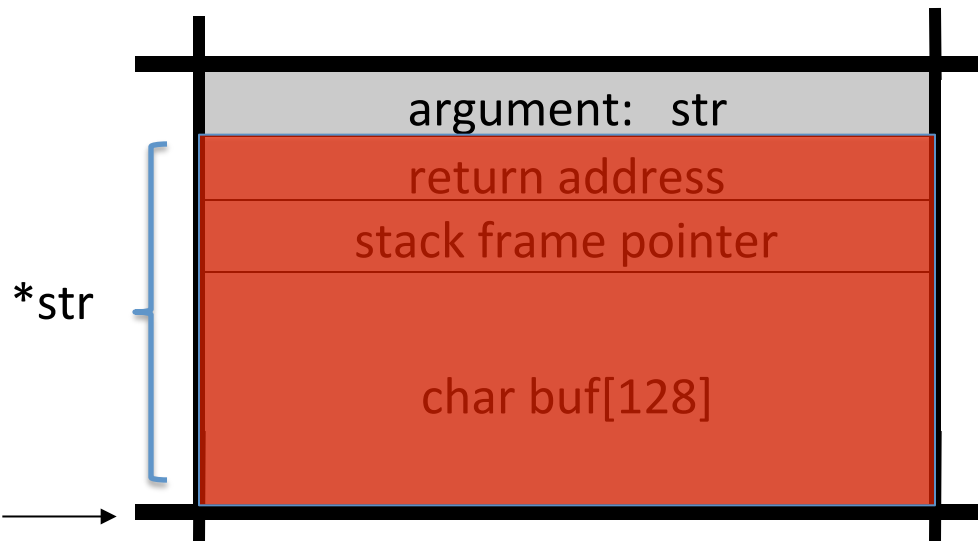 argument: str
return address
stack frame pointer
*str
char buf[128]